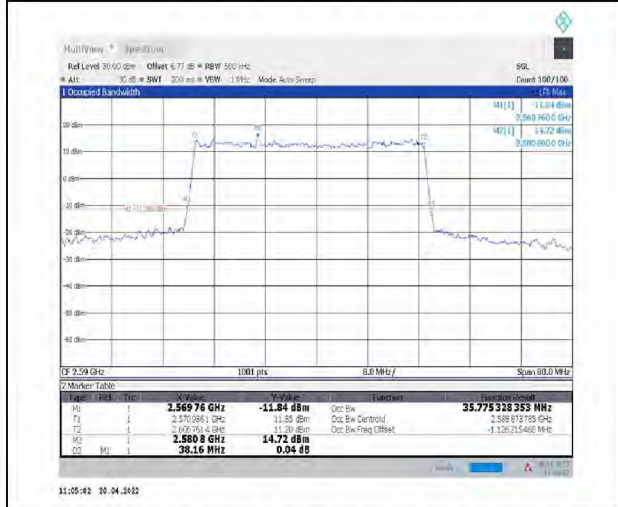 MultiView Spectrum
Ref Level 30.00 dBm Offset 6.77 dB RBW 500 kHz SGL
Att 30 dB SWT 200 ms VBW 1 MHz Mode Auto Sweep Count 100/100
1 Occupied Bandwidth
M1[1] -11.84 dBm
2.569 760 0 GHz
M2[1] 14.72 dBm
2.580 800 0 GHz
20 dBm
10 dBm
0 dBm
-10 dBm
-20 dBm
-30 dBm
-40 dBm
-50 dBm
-60 dBm
CF 2.59 GHz 1001 pts 8.0 MHz/ Span 80.0 MHz
2 Marker Table
Type Ref Trc X-Value Y-Value Function Function Result
M1 1 2.569 76 GHz -11.84 dBm Occ Bw 35.775 328 353 MHz
T1 1 11.85 dBm Occ Bw Centroid 2.588 873 785 GHz
T2 1 2.606 761 4 GHz 11.20 dBm Occ Bw Freq Offset -1.126 215 468 MHz
M2 1 2.580 8 GHz 14.72 dBm
D2 M1 1 38.16 MHz 0.04 dB
11:05:02 20.04.2022